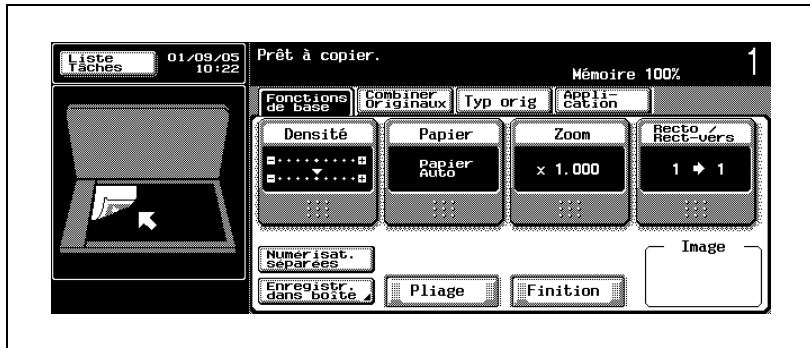 Liste
Tâches
01/09/05
10:22
Prêt à copier.
Mémoire 100%
1
Fonctions
de base
Combiner
Originaux
Typ orig
Appli-
cation
Densité
Papier
Zoom
Recto /
Rect-vers
Papier
Auto
x 1.000
1 → 1
Numérisat.
séparées
Image
Enregistr.
dans boîte
Pliage
Finition